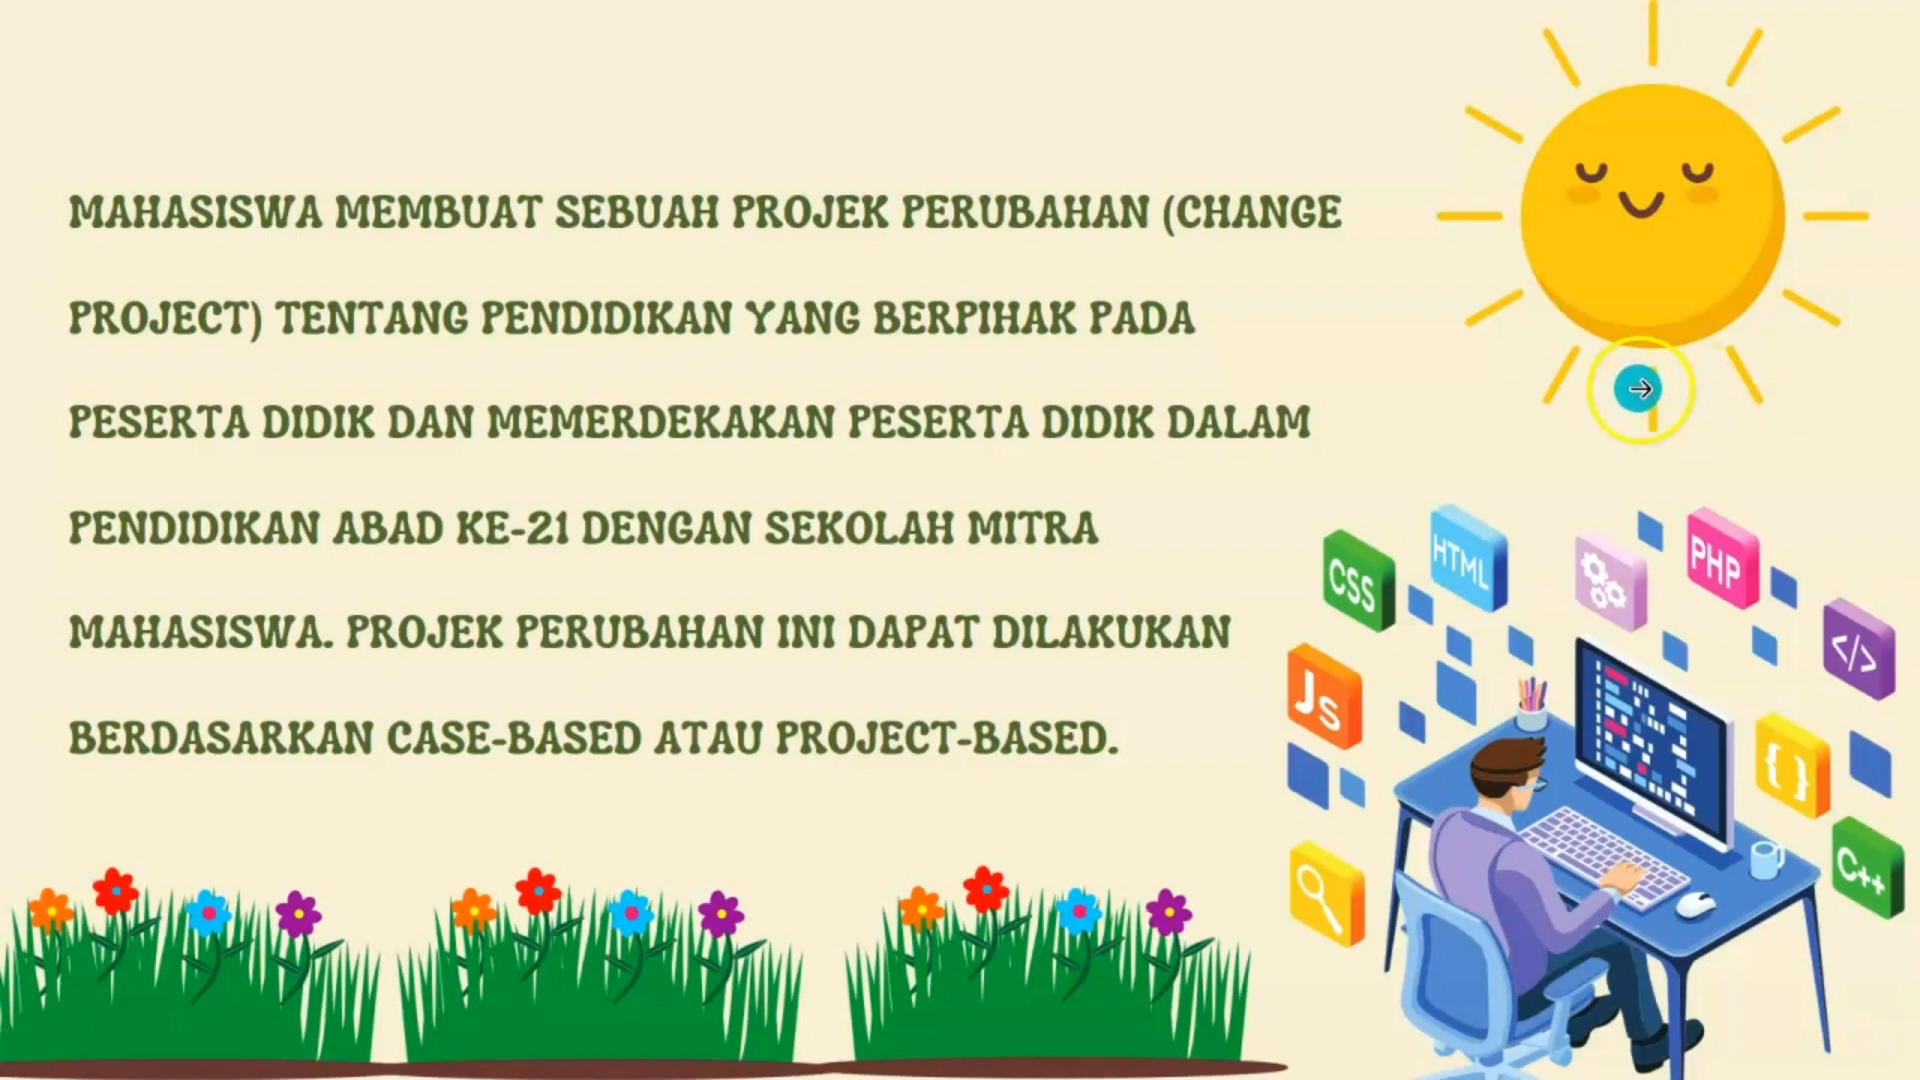 MAHASISWA MEMBUAT SEBUAH PROJEK PERUBAHAN (CHANGE
PROJECT) TENTANG PENDIDIKAN YANG BERPIHAK PADA
PESERTA DIDIK DAN MEMERDEKAKAN PESERTA DIDIK DALAM
PENDIDIKAN ABAD KE-21 DENGAN SEKOLAH MITRA
MAHASISWA. PROJEK PERUBAHAN INI DAPAT DILAKUKAN
BERDASARKAN CASE-BASED ATAU PROJECT-BASED.
CSS
HTML
PHP
</>
Js
{ }
C++